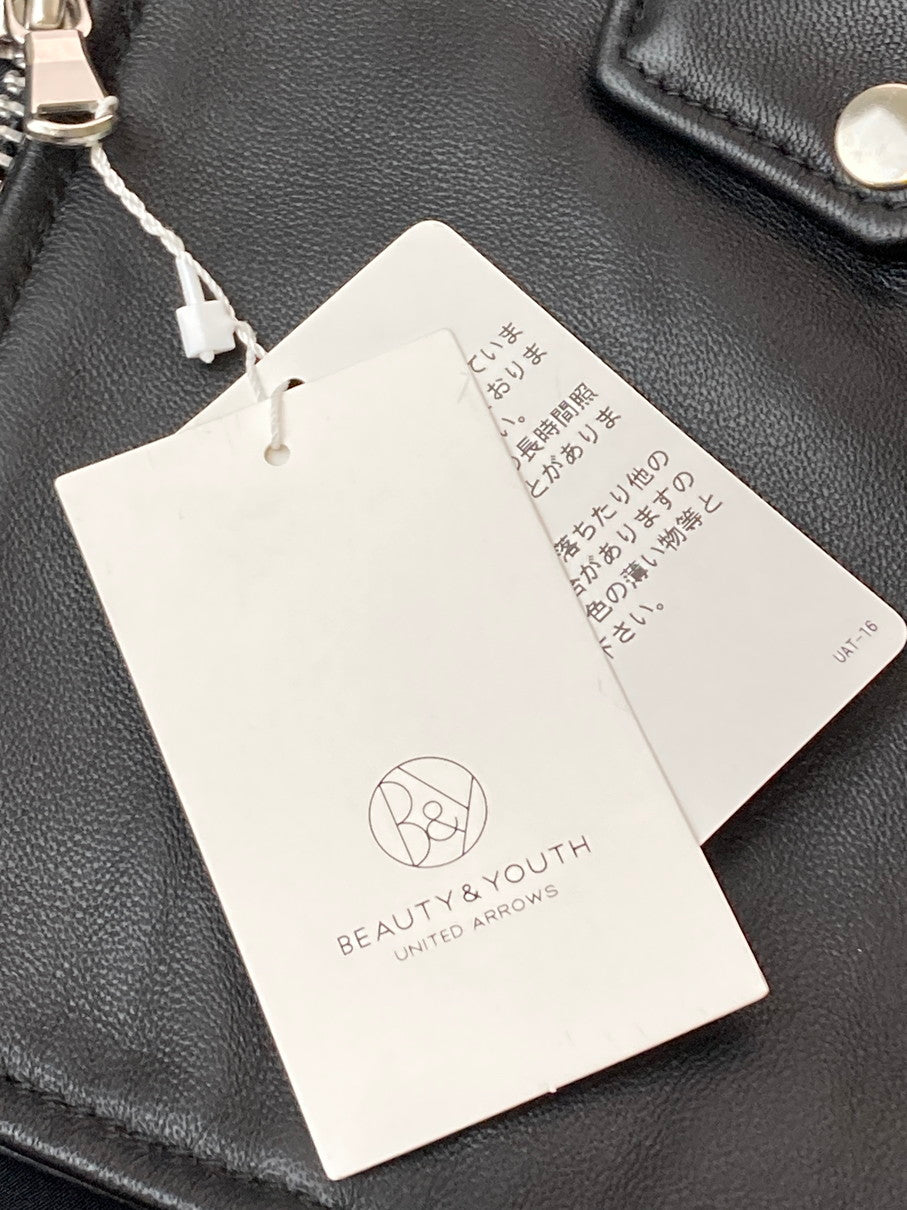 B&Y
BEAUTY & YOUTH
UNITED ARROWS
ていま
おりま
い。
長時間照
とがありま
落ちたり他の
合がありますの
色の薄い物等と
下さい。
UAT-16